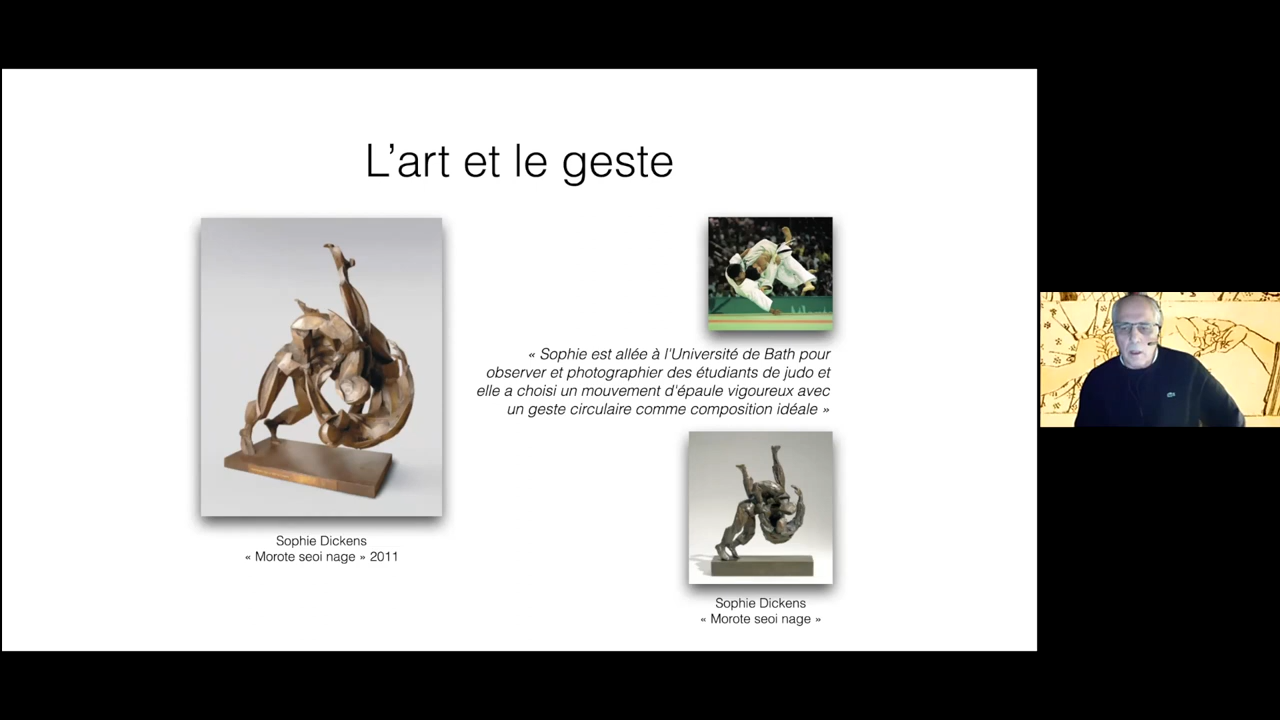 L'art et le geste
« Sophie est allée à l'Université de Bath pour
observer et photographier des étudiants de judo et
elle a choisi un mouvement d'épaule vigoureux avec
un geste circulaire comme composition idéale »
Sophie Dickens
« Morote seoi nage » 2011
Sophie Dickens
« Morote seoi nage »